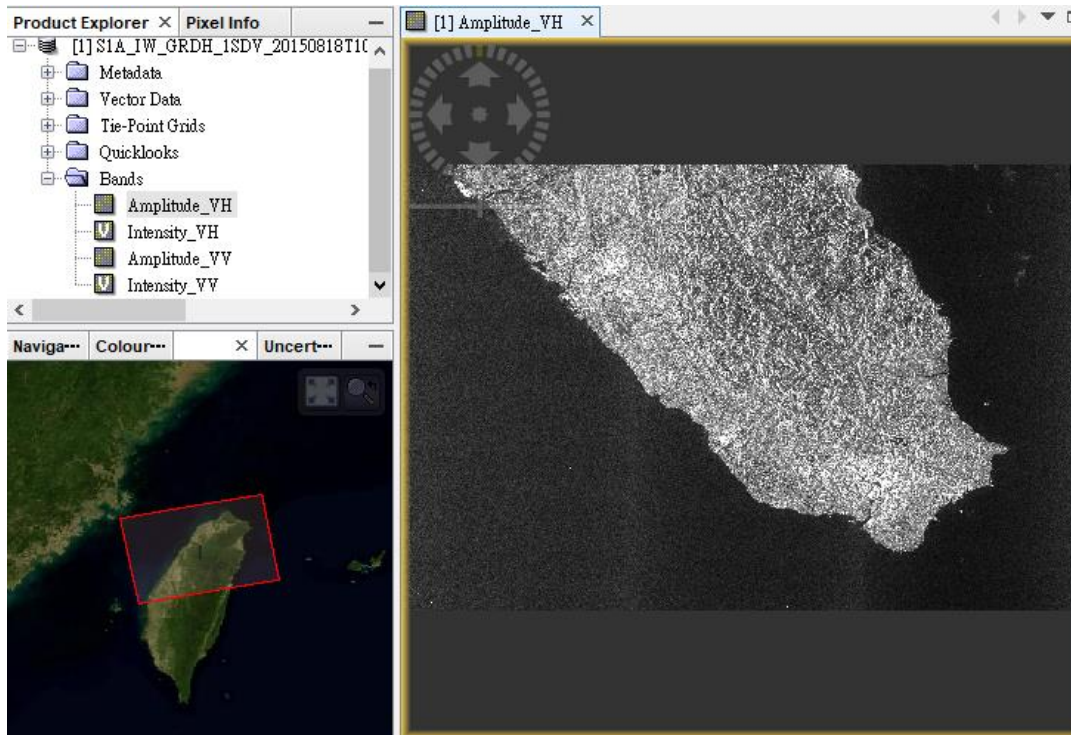 Product Explorer × Pixel Info
[1] Amplitude_VH ×
[1] S1A_IW_GRDH_1SDV_20150818T1
Metadata
Vector Data
Tie-Point Grids
Quicklooks
Bands
Amplitude_VH
Intensity_VH
Amplitude_VV
Intensity_VV
Naviga··· Colour··· × Uncert···